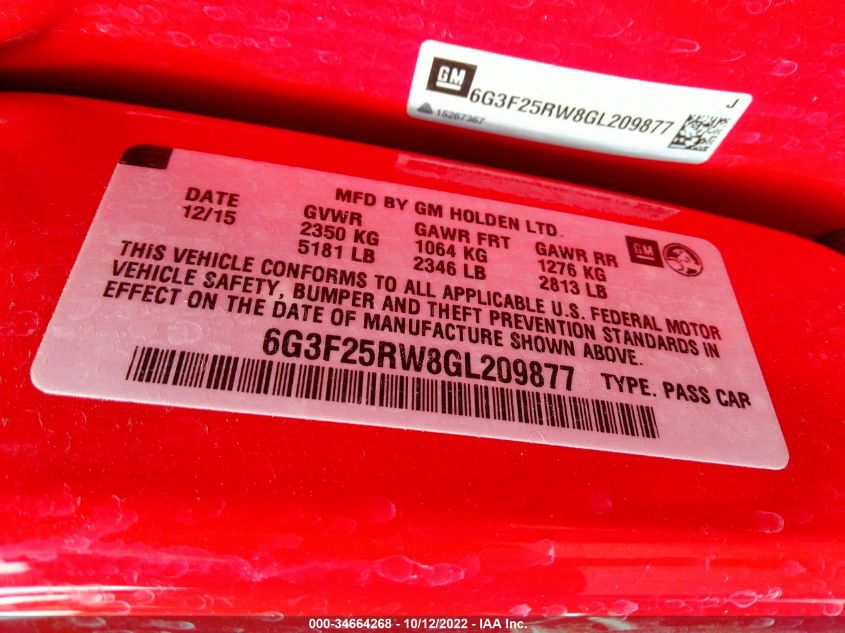 GM
6G3F25RW8GL209877
J
15267367
DATE
12/15
MFD BY GM HOLDEN LTD.
GVWR
2350 KG
5181 LB
GAWR FRT
1064 KG
2346 LB
GAWR RR
1276 KG
2813 LB
GM
THIS VEHICLE CONFORMS TO ALL APPLICABLE U.S. FEDERAL MOTOR
VEHICLE SAFETY, BUMPER AND THEFT PREVENTION STANDARDS IN
EFFECT ON THE DATE OF MANUFACTURE SHOWN ABOVE.
6G3F25RW8GL209877
TYPE. PASS CAR
000-34664268 - 10/12/2022 - IAA Inc.